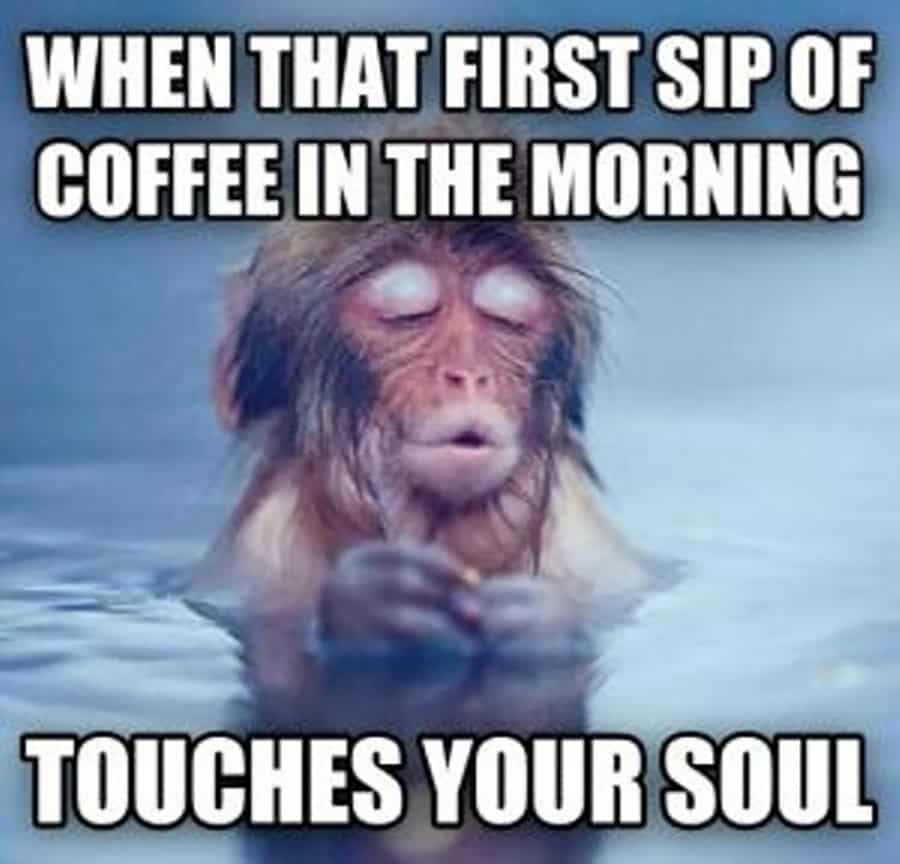 WHEN THAT FIRST SIP OF
COFFEE IN THE MORNING
TOUCHES YOUR SOUL